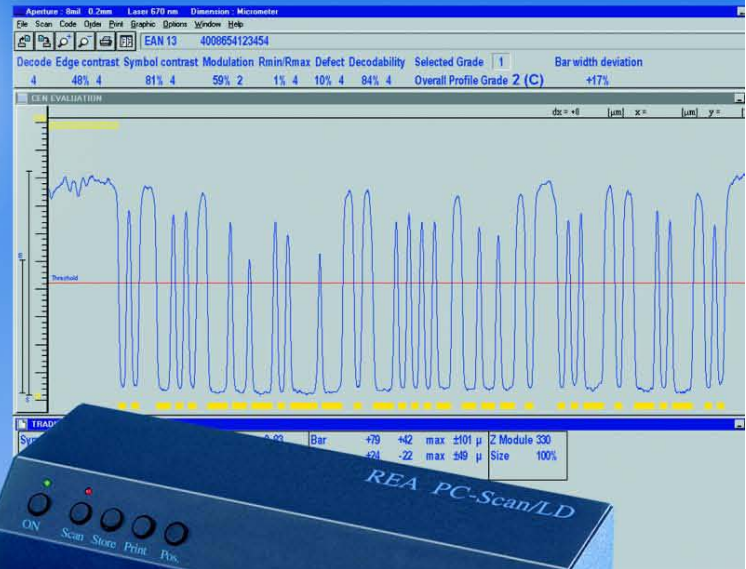 Aperture : 8mil 0.2mm Laser 670 nm Dimension : Micrometer
File Scan Code Order Print Graphic Options Window Help
EAN 13 4008654123454
Decode Edge contrast Symbol contrast Modulation Rmin/Rmax Defect Decodability Selected Grade 1 Bar width deviation
4 48% 4 81% 4 59% 2 1% 4 10% 4 84% 4 Overall Profile Grade 2 (C) +17%
CEN EVALUATION
dx = +0 [µm] x = [µm] y =
Threshold
Bar +79 +42 max ±101 µ Z Module 330
+24 -22 max ±49 µ Size 100%
REA PC-Scan/LD
ON Scan Store Print Pos.